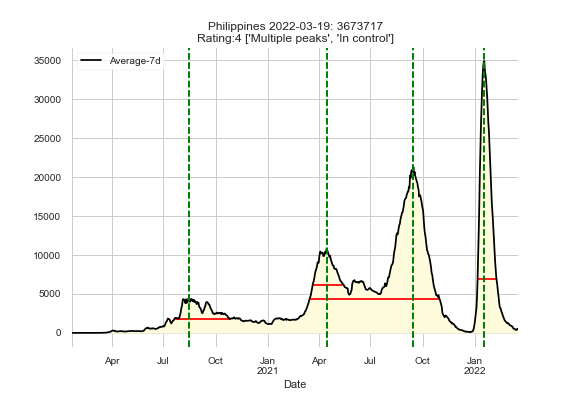 Philippines 2022-03-19: 3673717
Rating:4 ['Multiple peaks', 'In control']
Average-7d
35000
30000
25000
20000
15000
10000
5000
0
Apr Jul Oct Jan Apr Jul Oct Jan
2021 2022
Date